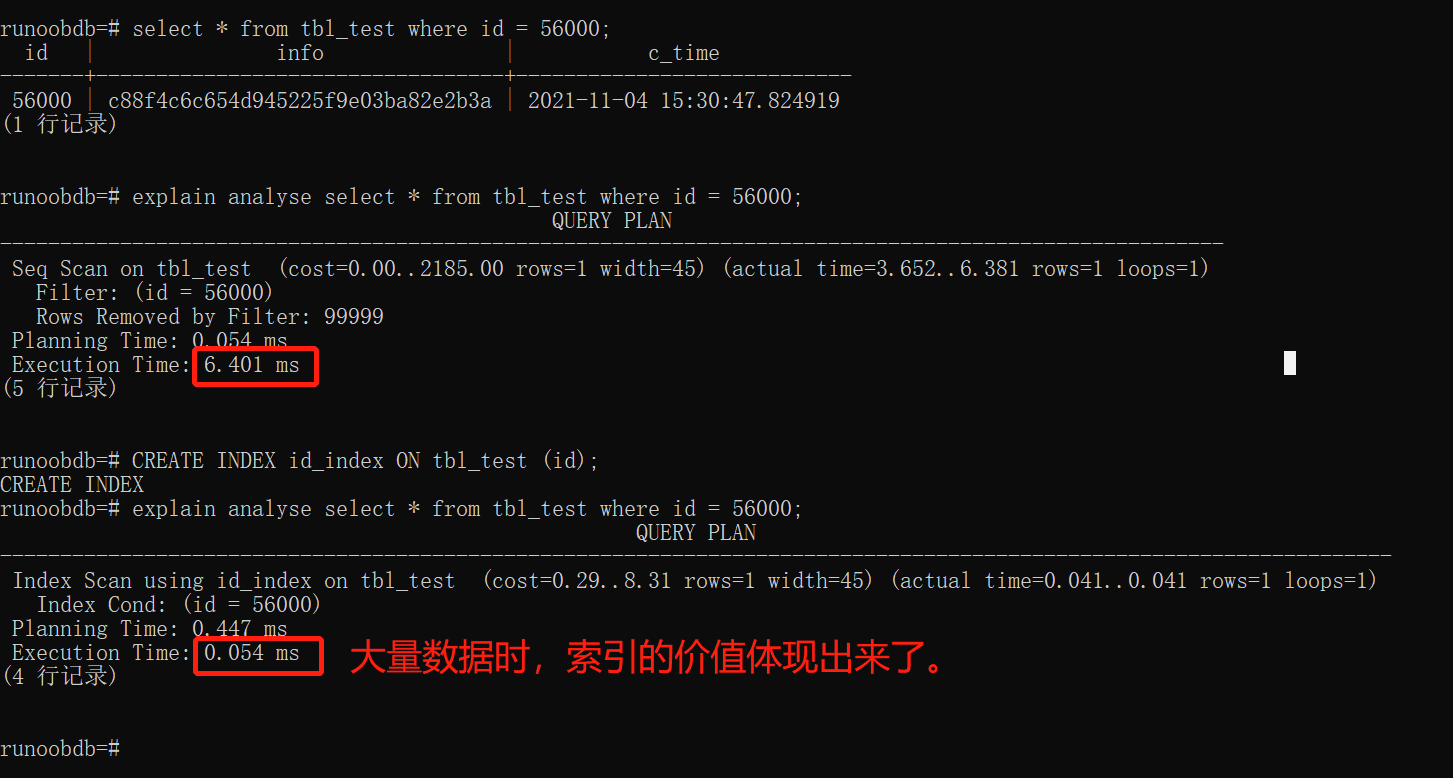 runoobdb=# select * from tbl_test where id = 56000;
  id   |               info               |           c_time
-------+----------------------------------+----------------------------
 56000 | c88f4c6c654d945225f9e03ba82e2b3a | 2021-11-04 15:30:47.824919
(1 行记录)
runoobdb=# explain analyse select * from tbl_test where id = 56000;
QUERY PLAN
------------------------------------------------------------------------------------------------------
 Seq Scan on tbl_test  (cost=0.00..2185.00 rows=1 width=45) (actual time=3.652..6.381 rows=1 loops=1)
   Filter: (id = 56000)
   Rows Removed by Filter: 99999
 Planning Time: 0.054 ms
 Execution Time: 6.401 ms
(5 行记录)
runoobdb=# CREATE INDEX id_index ON tbl_test (id);
CREATE INDEX
runoobdb=# explain analyse select * from tbl_test where id = 56000;
QUERY PLAN
--------------------------------------------------------------------------------------------------------------------
 Index Scan using id_index on tbl_test  (cost=0.29..8.31 rows=1 width=45) (actual time=0.041..0.041 rows=1 loops=1)
   Index Cond: (id = 56000)
 Planning Time: 0.447 ms
 Execution Time: 0.054 ms 大量数据时，索引的价值体现出来了。
(4 行记录)
runoobdb=#